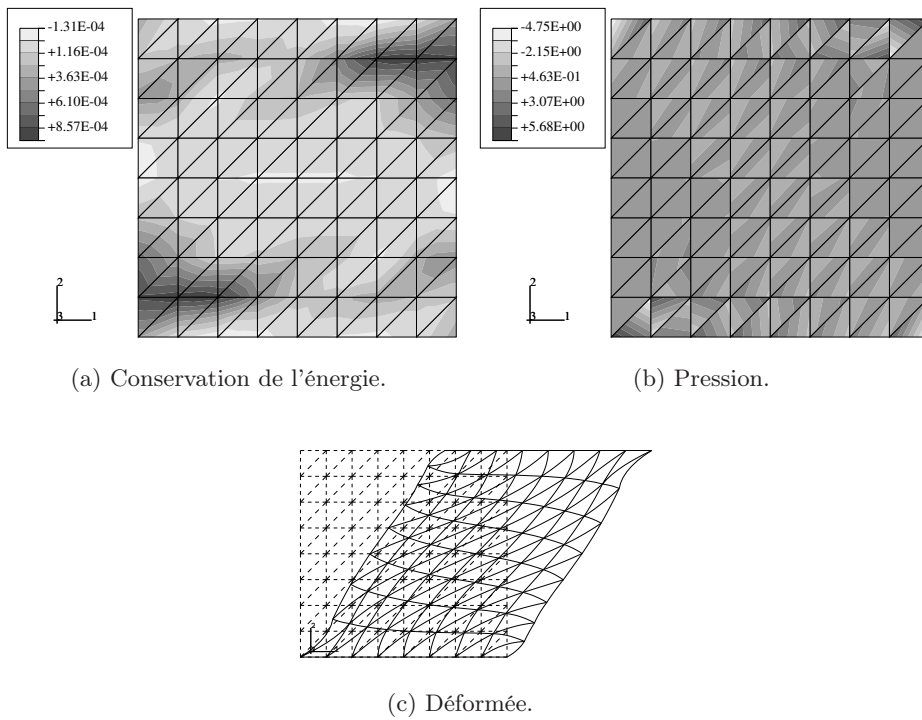 -1.31E-04
+1.16E-04
+3.63E-04
+6.10E-04
+8.57E-04
2
3 1
(a) Conservation de l'énergie.
-4.75E+00
-2.15E+00
+4.63E-01
+3.07E+00
+5.68E+00
2
3 1
(b) Pression.
(c) Déformée.